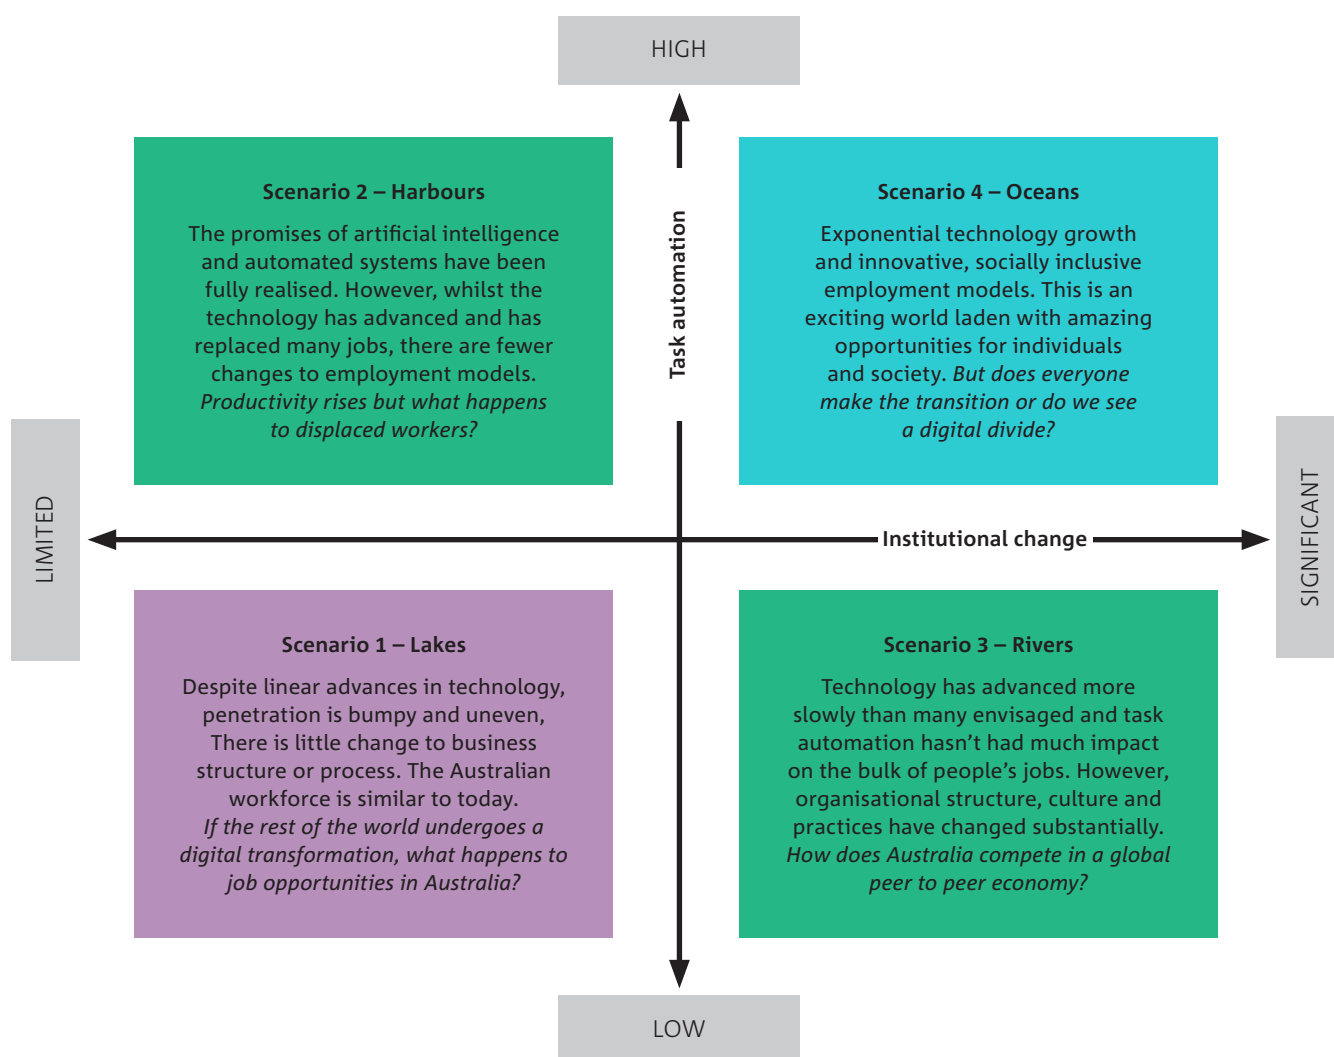 HIGH
Scenario 2 – Harbours
The promises of artificial intelligence
and automated systems have been
fully realised. However, whilst the
technology has advanced and has
replaced many jobs, there are fewer
changes to employment models.
Productivity rises but what happens
to displaced workers?
Task automation
Scenario 4 – Oceans
Exponential technology growth
and innovative, socially inclusive
employment models. This is an
exciting world laden with amazing
opportunities for individuals
and society. But does everyone
make the transition or do we see
a digital divide?
LIMITED
Institutional change
SIGNIFICANT
Scenario 1 – Lakes
Despite linear advances in technology,
penetration is bumpy and uneven,
There is little change to business
structure or process. The Australian
workforce is similar to today.
If the rest of the world undergoes a
digital transformation, what happens to
job opportunities in Australia?
Scenario 3 – Rivers
Technology has advanced more
slowly than many envisaged and task
automation hasn’t had much impact
on the bulk of people’s jobs. However,
organisational structure, culture and
practices have changed substantially.
How does Australia compete in a global
peer to peer economy?
LOW